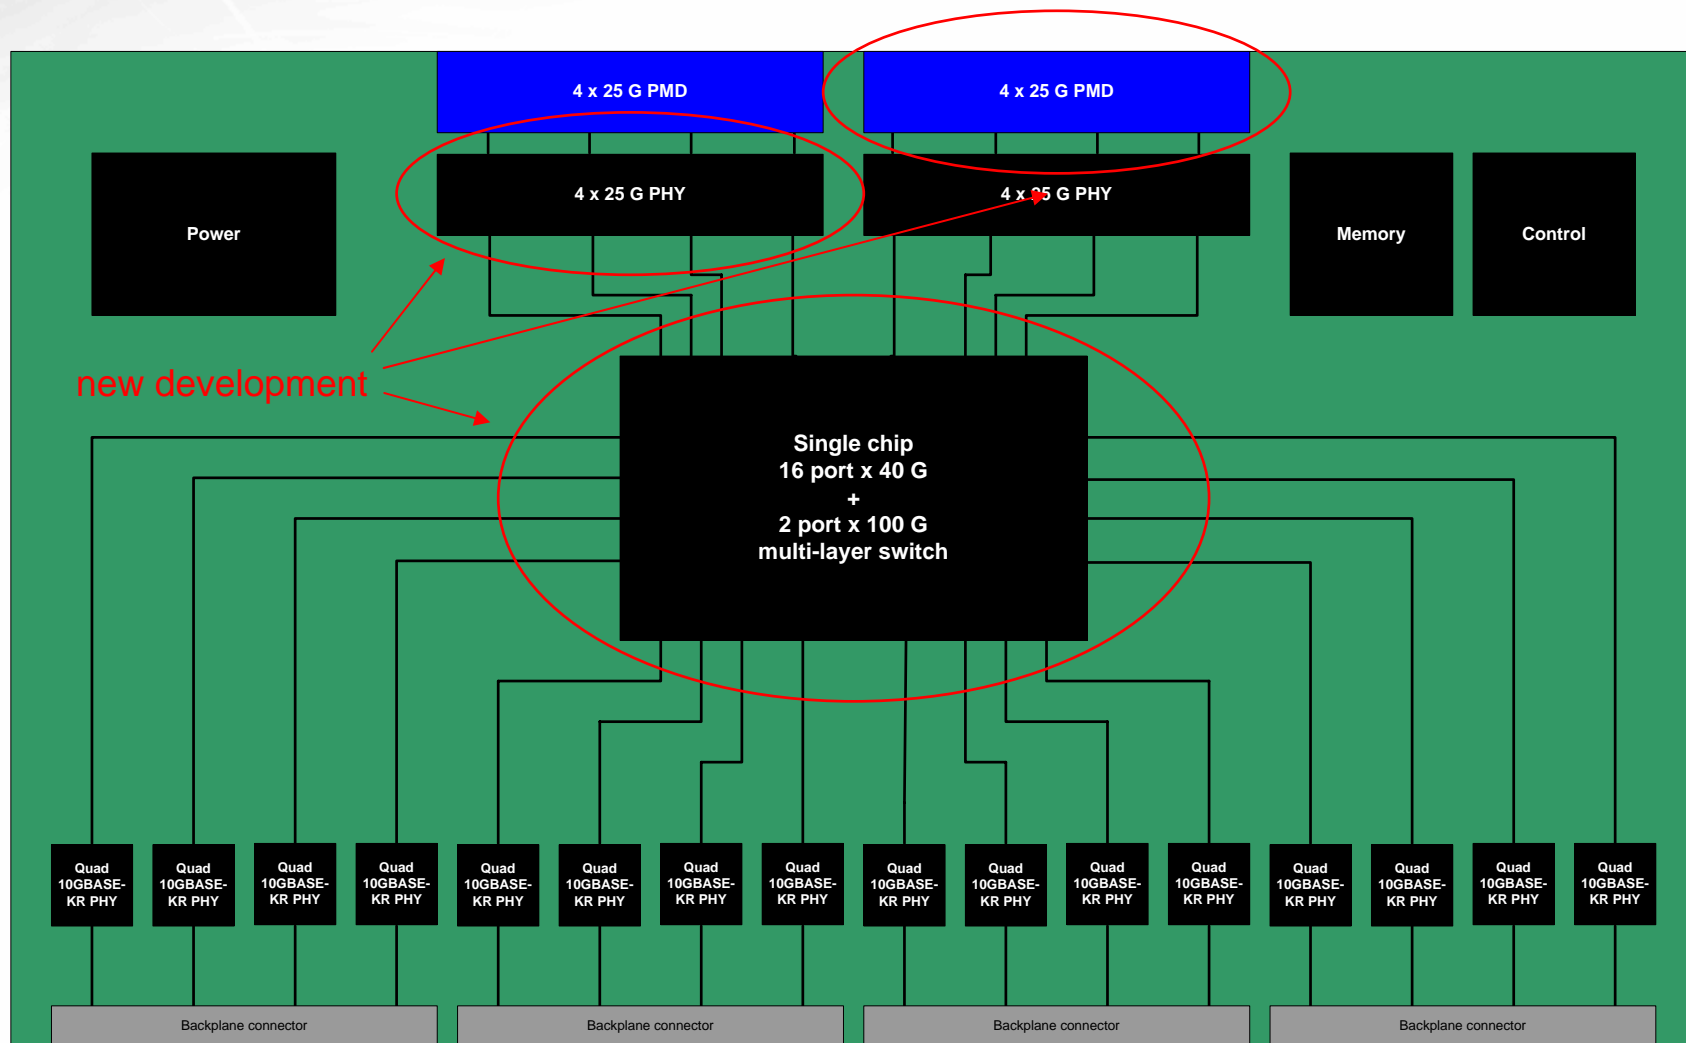 4 x 25 G PMD
4 x 25 G PMD
4 x 25 G PHY
4 x 25 G PHY
Power
Memory
Control
new development
Single chip
16 port x 40 G
+
2 port x 100 G
multi-layer switch
Quad
10GBASE-
KR PHY
Quad
10GBASE-
KR PHY
Quad
10GBASE-
KR PHY
Quad
10GBASE-
KR PHY
Quad
10GBASE-
KR PHY
Quad
10GBASE-
KR PHY
Quad
10GBASE-
KR PHY
Quad
10GBASE-
KR PHY
Quad
10GBASE-
KR PHY
Quad
10GBASE-
KR PHY
Quad
10GBASE-
KR PHY
Quad
10GBASE-
KR PHY
Quad
10GBASE-
KR PHY
Quad
10GBASE-
KR PHY
Quad
10GBASE-
KR PHY
Quad
10GBASE-
KR PHY
Backplane connector
Backplane connector
Backplane connector
Backplane connector